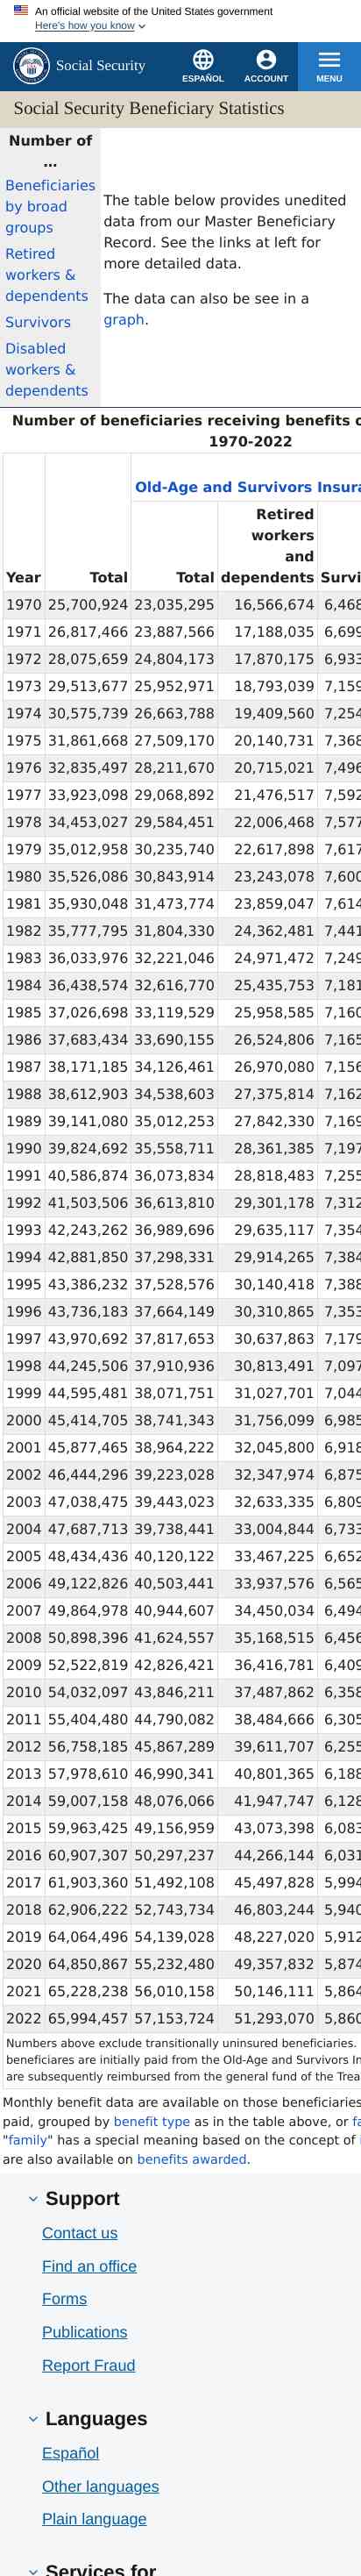 An official website of the United States government
Here's how you know
Social Security
ESPAÑOL
ACCOUNT
MENU
Social Security Beneficiary Statistics
Number of
...
Beneficiaries
by broad
groups
Retired
workers &
dependents
Survivors
Disabled
workers &
dependents
The table below provides unedited
data from our Master Beneficiary
Record. See the links at left for
more detailed data.
The data can also be see in a
graph.
Number of beneficiaries receiving benefits o
1970-2022
Old-Age and Survivors Insura
Retired
workers
and
Year Total Total dependents Survi
1970 25,700,924 23,035,295 16,566,674 6,468
1971 26,817,466 23,887,566 17,188,035 6,699
1972 28,075,659 24,804,173 17,870,175 6,933
1973 29,513,677 25,952,971 18,793,039 7,159
1974 30,575,739 26,663,788 19,409,560 7,254
1975 31,861,668 27,509,170 20,140,731 7,368
1976 32,835,497 28,211,670 20,715,021 7,496
1977 33,923,098 29,068,892 21,476,517 7,592
1978 34,453,027 29,584,451 22,006,468 7,577
1979 35,012,958 30,235,740 22,617,898 7,617
1980 35,526,086 30,843,914 23,243,078 7,600
1981 35,930,048 31,473,774 23,859,047 7,614
1982 35,777,795 31,804,330 24,362,481 7,441
1983 36,033,976 32,221,046 24,971,472 7,249
1984 36,438,574 32,616,770 25,435,753 7,181
1985 37,026,698 33,119,529 25,958,585 7,160
1986 37,683,434 33,690,155 26,524,806 7,165
1987 38,171,185 34,126,461 26,970,080 7,156
1988 38,612,903 34,538,603 27,375,814 7,162
1989 39,141,080 35,012,253 27,842,330 7,169
1990 39,824,692 35,558,711 28,361,385 7,197
1991 40,586,874 36,073,834 28,818,483 7,255
1992 41,503,506 36,613,810 29,301,178 7,312
1993 42,243,262 36,989,696 29,635,117 7,354
1994 42,881,850 37,298,331 29,914,265 7,384
1995 43,386,232 37,528,576 30,140,418 7,388
1996 43,736,183 37,664,149 30,310,865 7,353
1997 43,970,692 37,817,653 30,637,863 7,179
1998 44,245,506 37,910,936 30,813,491 7,097
1999 44,595,481 38,071,751 31,027,701 7,044
2000 45,414,705 38,741,343 31,756,099 6,985
2001 45,877,465 38,964,222 32,045,800 6,918
2002 46,444,296 39,223,028 32,347,974 6,875
2003 47,038,475 39,443,023 32,633,335 6,809
2004 47,687,713 39,738,441 33,004,844 6,733
2005 48,434,436 40,120,122 33,467,225 6,652
2006 49,122,826 40,503,441 33,937,576 6,565
2007 49,864,978 40,944,607 34,450,034 6,494
2008 50,898,396 41,624,557 35,168,515 6,456
2009 52,522,819 42,826,421 36,416,781 6,409
2010 54,032,097 43,846,211 37,487,862 6,358
2011 55,404,480 44,790,082 38,484,666 6,305
2012 56,758,185 45,867,289 39,611,707 6,255
2013 57,978,610 46,990,341 40,801,365 6,188
2014 59,007,158 48,076,066 41,947,747 6,128
2015 59,963,425 49,156,959 43,073,398 6,083
2016 60,907,307 50,297,237 44,266,144 6,031
2017 61,903,360 51,492,108 45,497,828 5,994
2018 62,906,222 52,743,734 46,803,244 5,940
2019 64,064,496 54,139,028 48,227,020 5,912
2020 64,850,867 55,232,480 49,357,832 5,874
2021 65,228,238 56,010,158 50,146,111 5,864
2022 65,994,457 57,153,724 51,293,070 5,860
Numbers above exclude transitionally uninsured beneficiaries.
beneficiaries are initially paid from the Old-Age and Survivors In
are subsequently reimbursed from the general fund of the Trea
Monthly benefit data are available on those beneficiaries
paid, grouped by benefit type as in the table above, or fa
"family" has a special meaning based on the concept of
are also available on benefits awarded.
Support
Contact us
Find an office
Forms
Publications
Report Fraud
Languages
Español
Other languages
Plain language
Services for